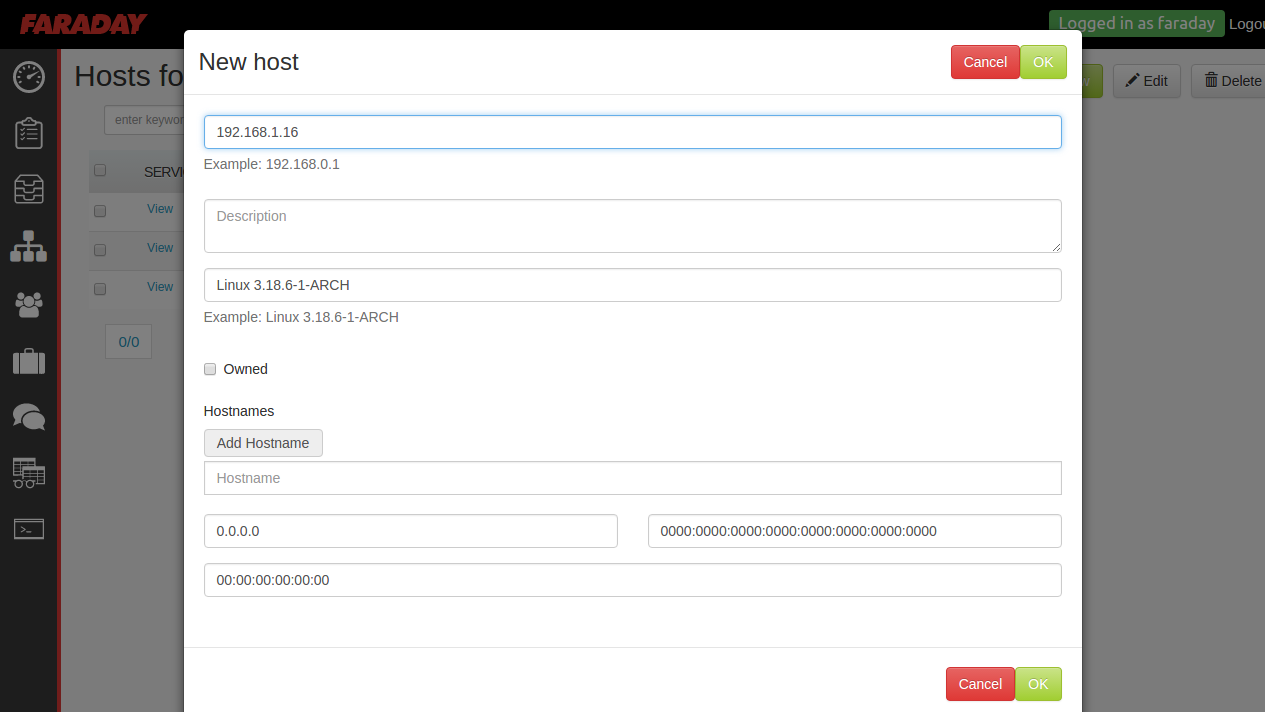 FARADAY
Logged in as faraday
Logou
Hosts fo
Edit
Delete
enter keywor
SERVI
View
View
View
0/0
New host
Cancel
OK
192.168.1.16
Example: 192.168.0.1
Description
Linux 3.18.6-1-ARCH
Example: Linux 3.18.6-1-ARCH
Owned
Hostnames
Add Hostname
Hostname
0.0.0.0
0000:0000:0000:0000:0000:0000:0000:0000
00:00:00:00:00:00
Cancel
OK